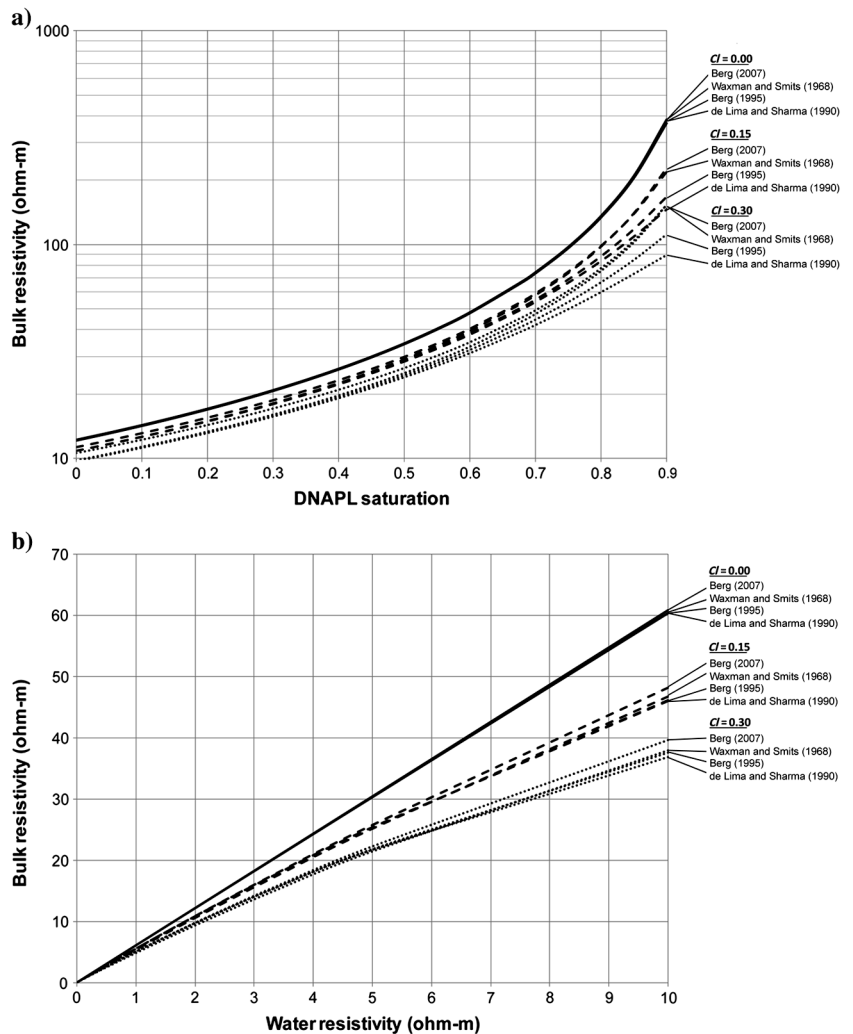 a)
1000
100
10
Bulk resistivity (ohm-m)
0 0.1 0.2 0.3 0.4 0.5 0.6 0.7 0.8 0.9
DNAPL saturation
Cl = 0.00
Berg (2007)
Waxman and Smits (1968)
Berg (1995)
de Lima and Sharma (1990)
Cl = 0.15
Berg (2007)
Waxman and Smits (1968)
Berg (1995)
de Lima and Sharma (1990)
Cl = 0.30
Berg (2007)
Waxman and Smits (1968)
Berg (1995)
de Lima and Sharma (1990)
b)
70
60
50
40
30
20
10
0
Bulk resistivity (ohm-m)
0 1 2 3 4 5 6 7 8 9 10
Water resistivity (ohm-m)
Cl = 0.00
Berg (2007)
Waxman and Smits (1968)
Berg (1995)
de Lima and Sharma (1990)
Cl = 0.15
Berg (2007)
Waxman and Smits (1968)
Berg (1995)
de Lima and Sharma (1990)
Cl = 0.30
Berg (2007)
Waxman and Smits (1968)
Berg (1995)
de Lima and Sharma (1990)